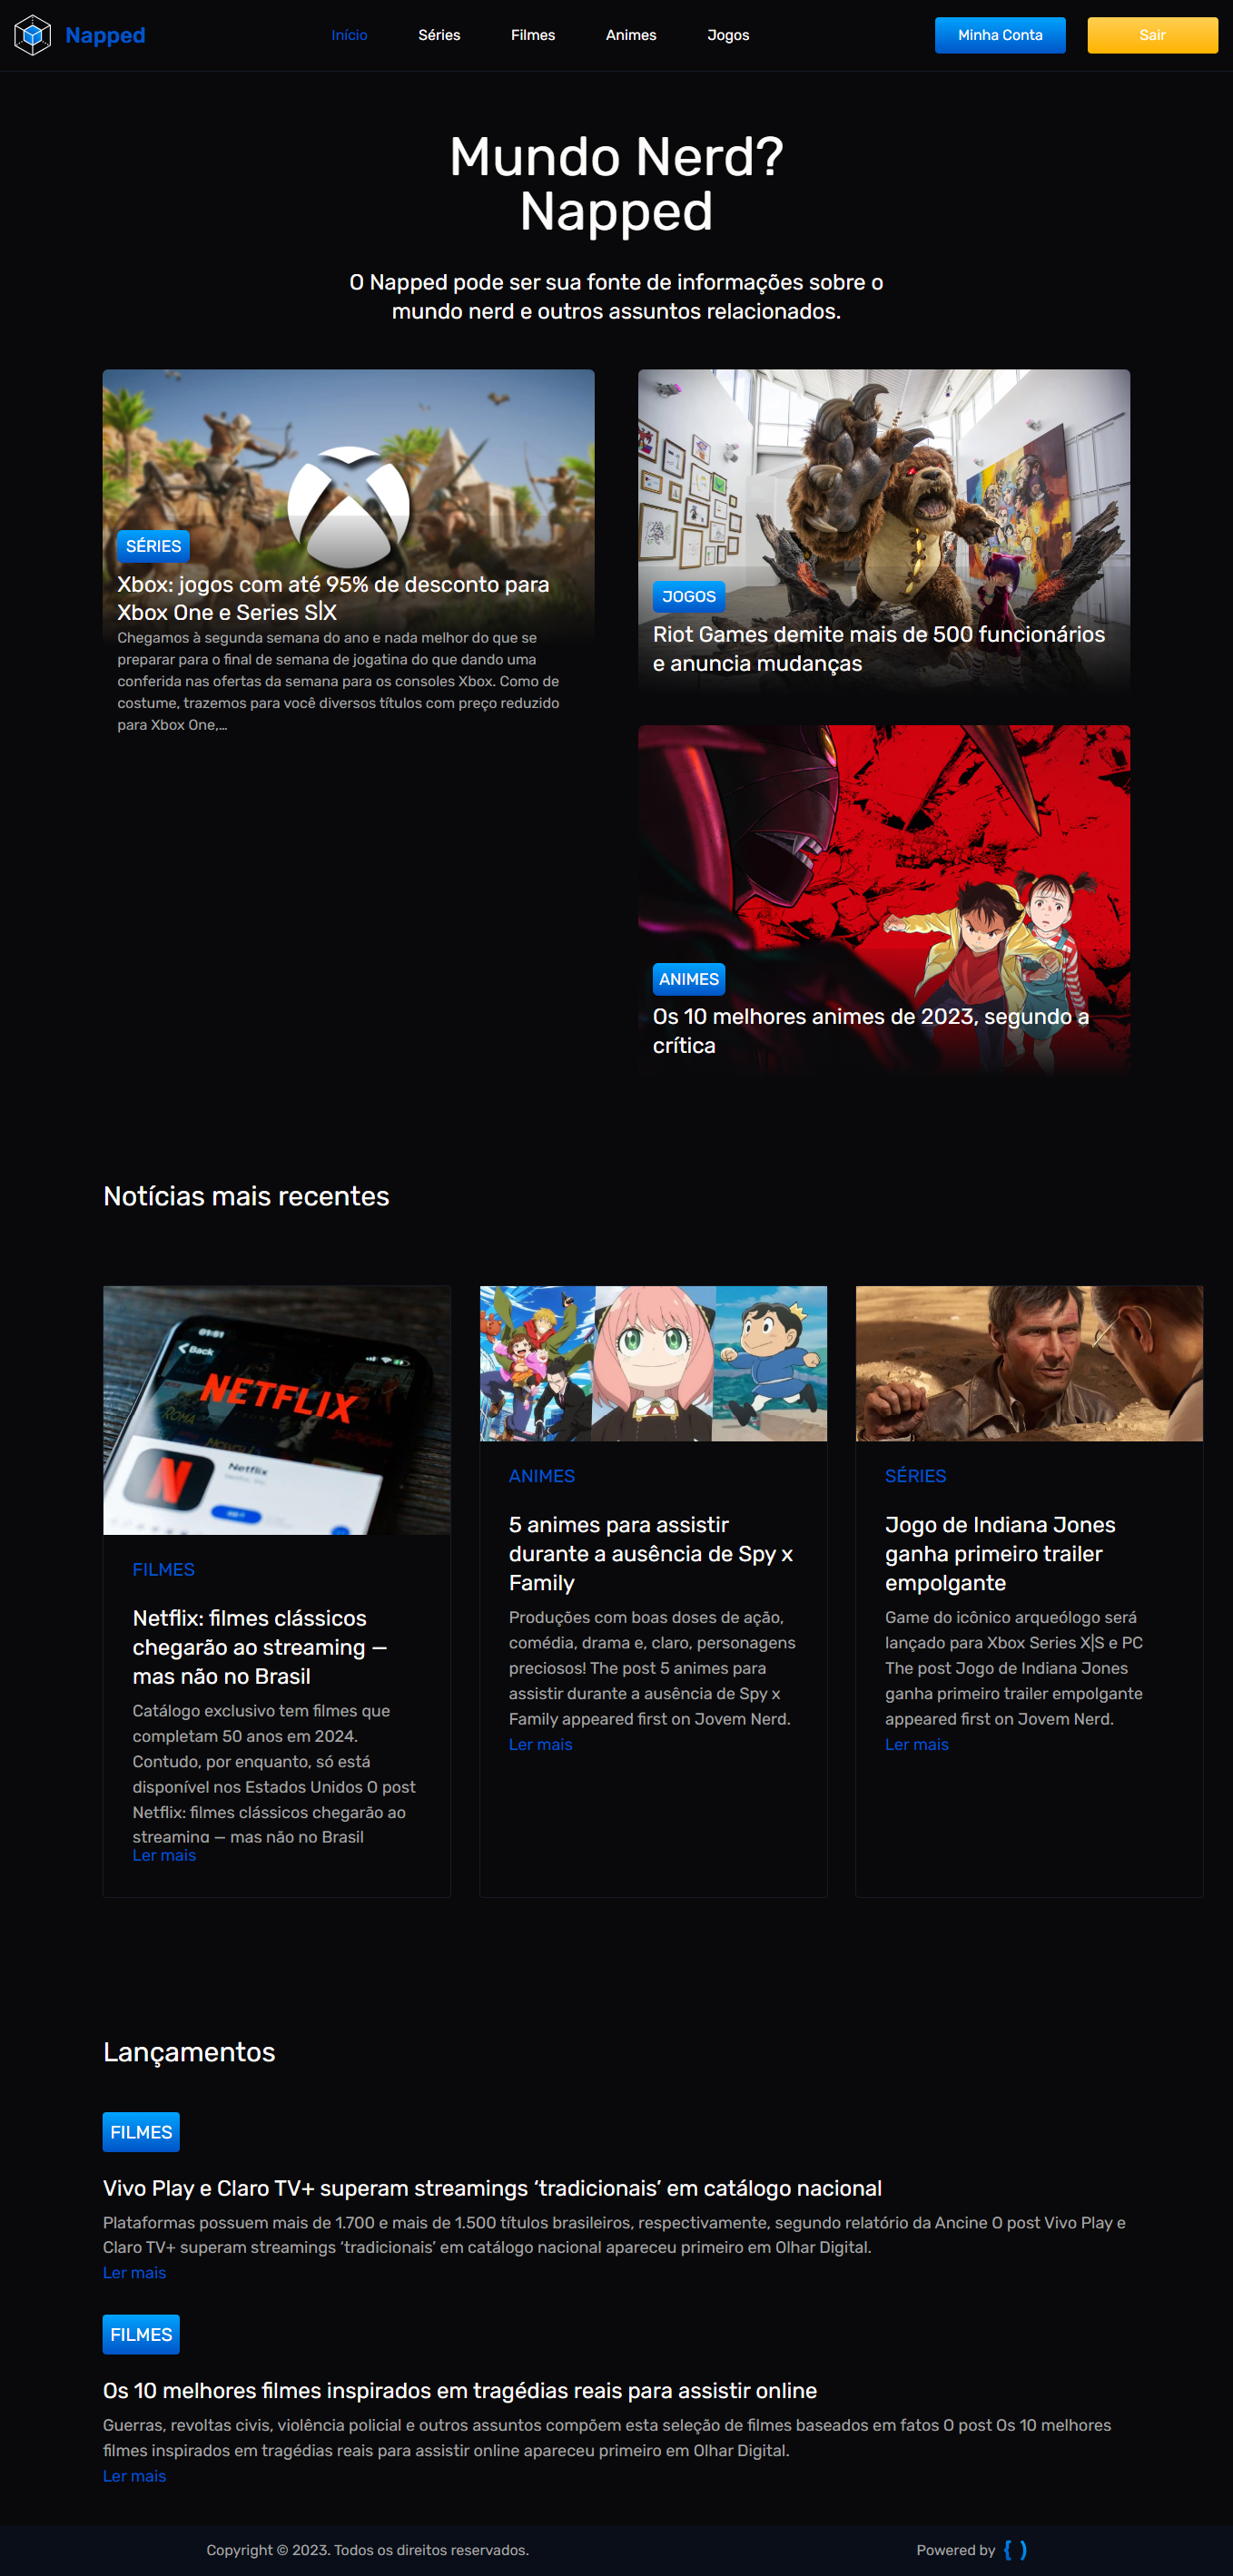 Napped
Início
Séries
Filmes
Animes
Jogos
Minha Conta
Sair
Mundo Nerd?
Napped
O Napped pode ser sua fonte de informações sobre o
mundo nerd e outros assuntos relacionados.
SÉRIES
Xbox: jogos com até 95% de desconto para
Xbox One e Series S|X
Chegamos à segunda semana do ano e nada melhor do que se
preparar para o final de semana de jogatina do que dando uma
conferida nas ofertas da semana para os consoles Xbox. Como de
costume, trazemos para você diversos títulos com preço reduzido
para Xbox One,...
JOGOS
Riot Games demite mais de 500 funcionários
e anuncia mudanças
ANIMES
Os 10 melhores animes de 2023, segundo a
crítica
Notícias mais recentes
01:51
Back
NETFLIX
ROMA
Netflix
FILMES
Netflix: filmes clássicos
chegarão ao streaming —
mas não no Brasil
Catálogo exclusivo tem filmes que
completam 50 anos em 2024.
Contudo, por enquanto, só está
disponível nos Estados Unidos O post
Netflix: filmes clássicos chegarão ao
streaming — mas não no Brasil
Ler mais
ANIMES
5 animes para assistir
durante a ausência de Spy x
Family
Produções com boas doses de ação,
comédia, drama e, claro, personagens
preciosos! The post 5 animes para
assistir durante a ausência de Spy x
Family appeared first on Jovem Nerd.
Ler mais
SÉRIES
Jogo de Indiana Jones
ganha primeiro trailer
empolgante
Game do icônico arqueólogo será
lançado para Xbox Series X|S e PC
The post Jogo de Indiana Jones
ganha primeiro trailer empolgante
appeared first on Jovem Nerd.
Ler mais
Lançamentos
FILMES
Vivo Play e Claro TV+ superam streamings ‘tradicionais’ em catálogo nacional
Plataformas possuem mais de 1.700 e mais de 1.500 títulos brasileiros, respectivamente, segundo relatório da Ancine O post Vivo Play e
Claro TV+ superam streamings ‘tradicionais’ em catálogo nacional apareceu primeiro em Olhar Digital.
Ler mais
FILMES
Os 10 melhores filmes inspirados em tragédias reais para assistir online
Guerras, revoltas civis, violência policial e outros assuntos compõem esta seleção de filmes baseados em fatos O post Os 10 melhores
filmes inspirados em tragédias reais para assistir online apareceu primeiro em Olhar Digital.
Ler mais
Copyright © 2023. Todos os direitos reservados.
Powered by { )